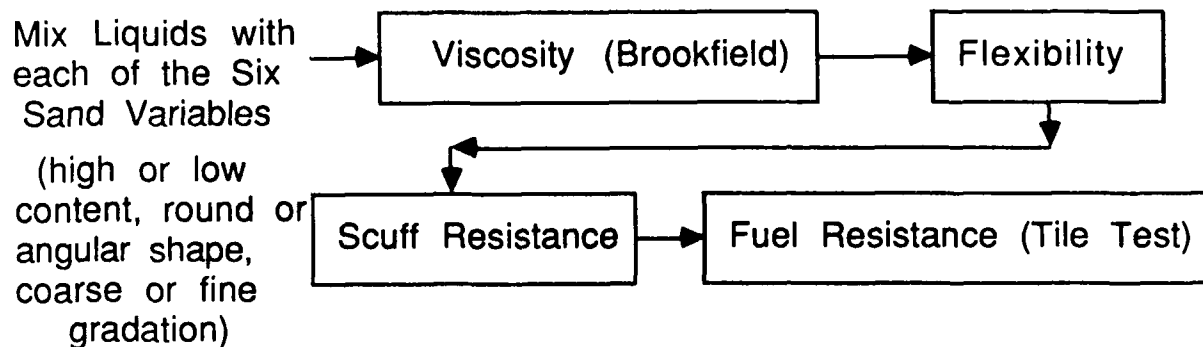 Mix Liquids with
each of the Six
Sand Variables
(high or low
content, round or
angular shape,
coarse or fine
gradation)
Viscosity (Brookfield)
Flexibility
Scuff Resistance
Fuel Resistance (Tile Test)